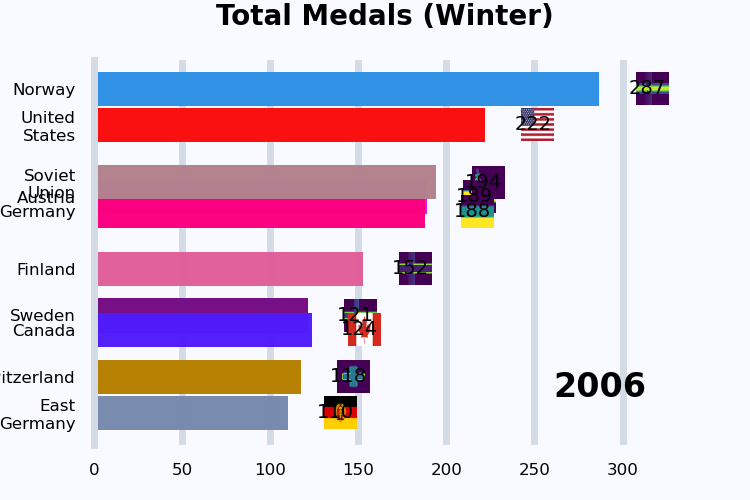 Total Medals (Winter)
Norway
287
United
States
222
Soviet
Union
194
Austria
189
Germany
188
Finland
152
Sweden
121
Canada
124
itzerland
118
2006
East
Germany
110
0 50 100 150 200 250 300